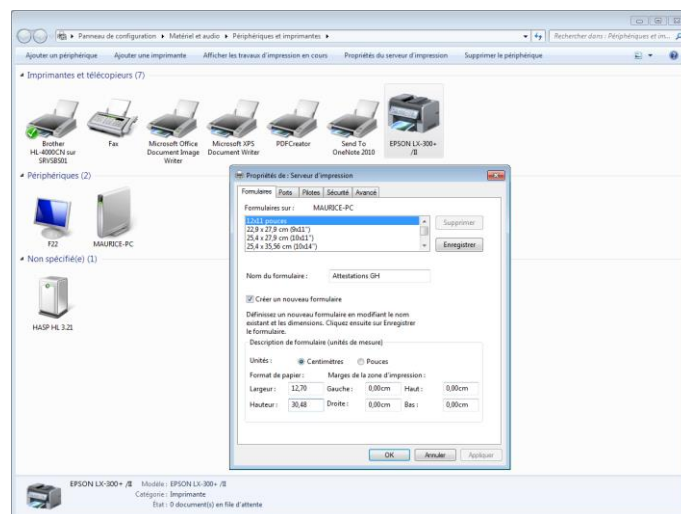 Panneau de configuration ▸ Matériel et audio ▸ Périphériques et imprimantes ▸
Rechercher dans : Périphériques et im...
Ajouter un périphérique Ajouter une imprimante Afficher les travaux d'impression en cours Propriétés du serveur d'impression Supprimer le périphérique
Imprimantes et télécopieurs (7)
Brother HL-4000CN sur SRVSBS01
Fax
Microsoft Office Document Image Writer
Microsoft XPS Document Writer
PDFCreator
Send To OneNote 2010
EPSON LX-300+ /II
Périphériques (2)
F22
MAURICE-PC
Non spécifié(e) (1)
HASP HL 3.21
Propriétés de : Serveur d'impression
Formulaires Ports Pilotes Sécurité Avancé
Formulaires sur : MAURICE-PC
12x11 pouces
22,9 x 27,9 cm (9x11")
25,4 x 27,9 cm (10x11")
25,4 x 35,56 cm (10x14")
Supprimer
Enregistrer
Nom du formulaire : Attestations GH
Créer un nouveau formulaire
Définissez un nouveau formulaire en modifiant le nom
existant et les dimensions. Cliquez ensuite sur Enregistrer
le formulaire.
Description de formulaire (unités de mesure)
Unités : Centimètres Pouces
Format de papier : Marges de la zone d'impression :
Largeur : 12,70 Gauche : 0,00cm Haut : 0,00cm
Hauteur : 30,48 Droite : 0,00cm Bas : 0,00cm
OK Annuler Appliquer
EPSON LX-300+ /II Modèle : EPSON LX-300+ /II
Catégorie : Imprimante
État : 0 document(s) en file d'attente